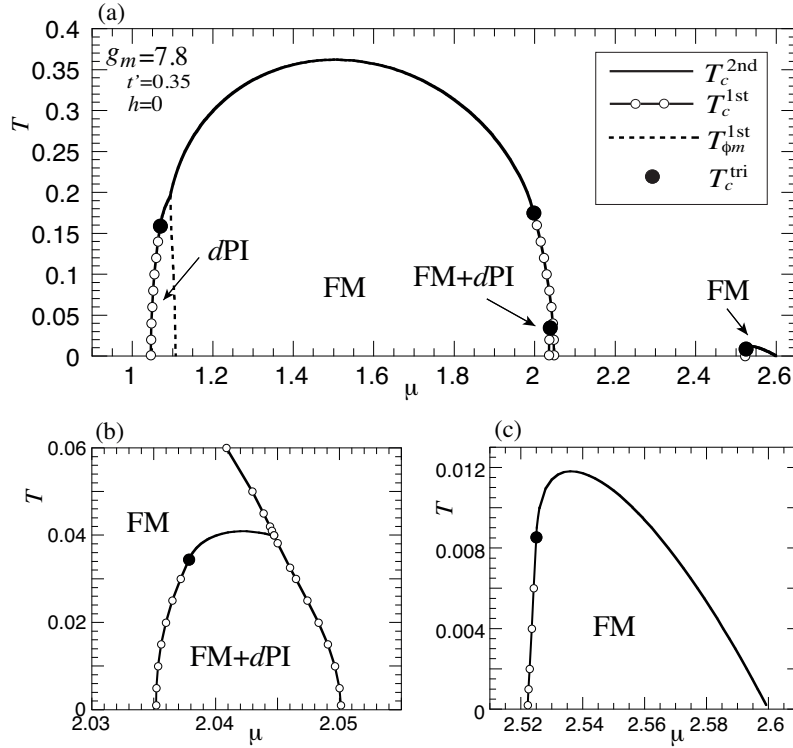 (a)
0.4
0.35
0.3
0.25
0.2
0.15
0.1
0.05
0
T
g_m=7.8
t'=0.35
h=0
T_c^2nd
T_c^1st
T_ϕm^1st
T_c^tri
dPI
FM
FM+dPI
FM
1 1.2 1.4 1.6 1.8 2 2.2 2.4 2.6
μ
(b)
0.06
0.04
0.02
0
T
FM
FM+dPI
2.03 2.04 2.05
μ
(c)
0.012
0.008
0.004
0
T
FM
2.52 2.54 2.56 2.58 2.6
μ